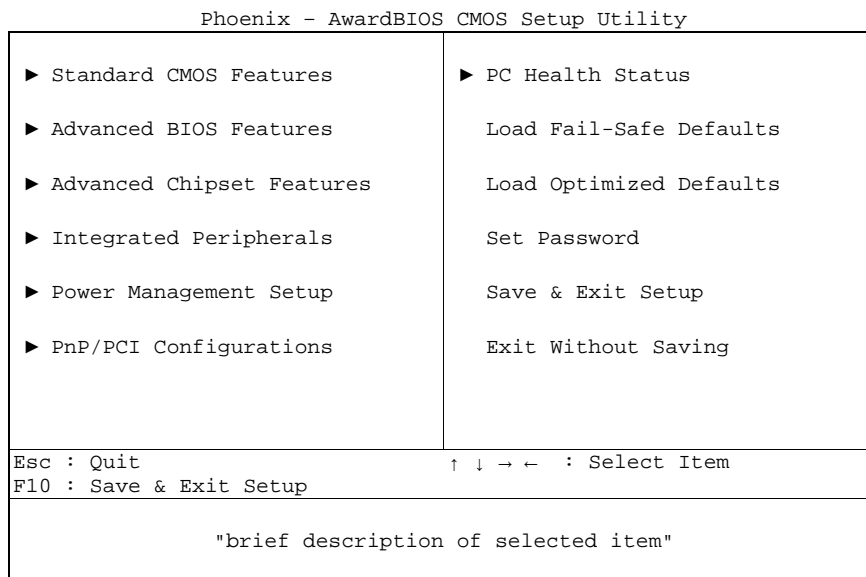 Phoenix – AwardBIOS CMOS Setup Utility
► Standard CMOS Features
► Advanced BIOS Features
► Advanced Chipset Features
► Integrated Peripherals
► Power Management Setup
► PnP/PCI Configurations
► PC Health Status
Load Fail-Safe Defaults
Load Optimized Defaults
Set Password
Save & Exit Setup
Exit Without Saving
Esc : Quit
F10 : Save & Exit Setup
↑ ↓ → ← : Select Item
"brief description of selected item"